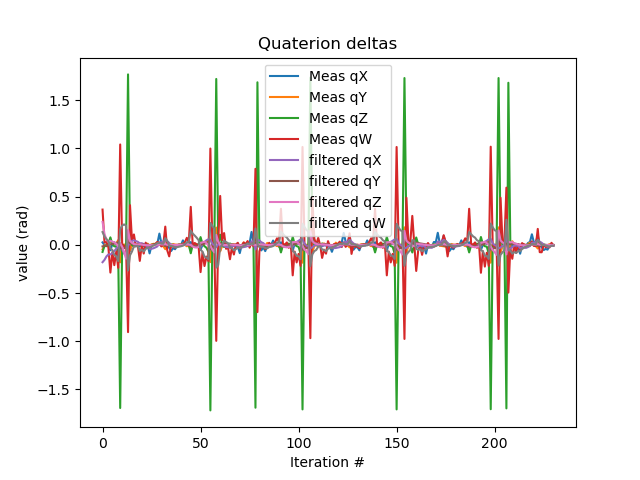 Quaterion deltas
Meas qX
Meas qY
Meas qZ
Meas qW
filtered qX
filtered qY
filtered qZ
filtered qW
value (rad)
1.5
1.0
0.5
0.0
−0.5
−1.0
−1.5
0
50
100
150
200
Iteration #